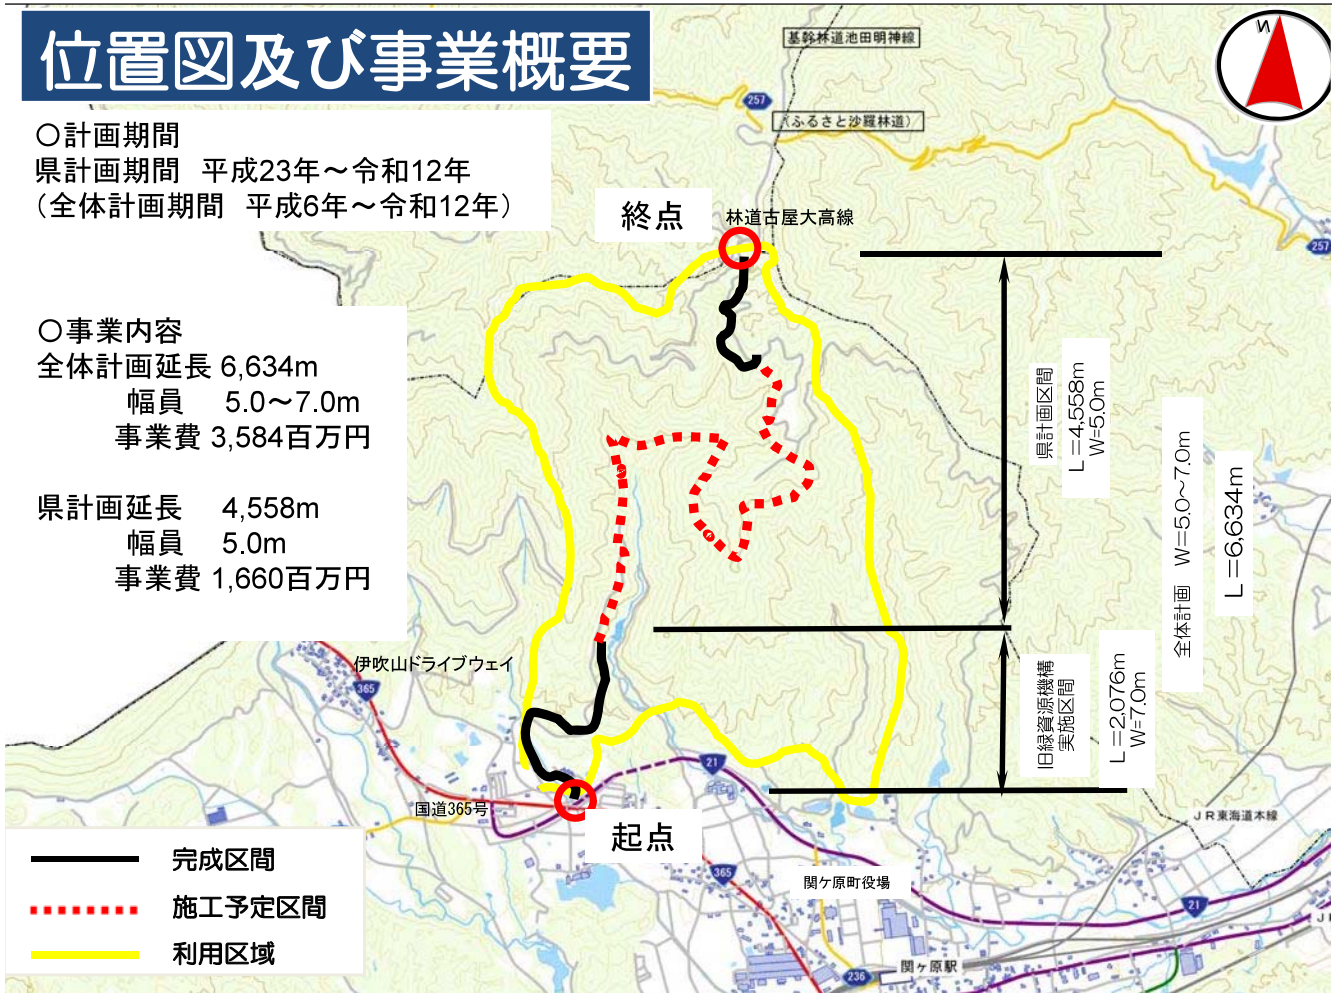 位置図及び事業概要
〇計画期間
県計画期間 平成23年～令和12年
（全体計画期間 平成6年～令和12年）
〇事業内容
全体計画延長 6,634m
幅員 5.0～7.0m
事業費 3,584百万円
県計画延長 4,558m
幅員 5.0m
事業費 1,660百万円
基幹林道池田明神線
（ふるさと沙羅林道）
257
257
N
終点
林道古屋大高線
県計画区間
L=4,558m
W=5.0m
全体計画 W=5.0～7.0m
L=6,634m
旧緑資源機構
実施区間
L=2,076m
W=7.0m
伊吹山ドライブウェイ
365
国道365号
起点
21
365
関ケ原町役場
JR東海道本線
21
J
関ヶ原駅
236
完成区間
施工予定区間
利用区域